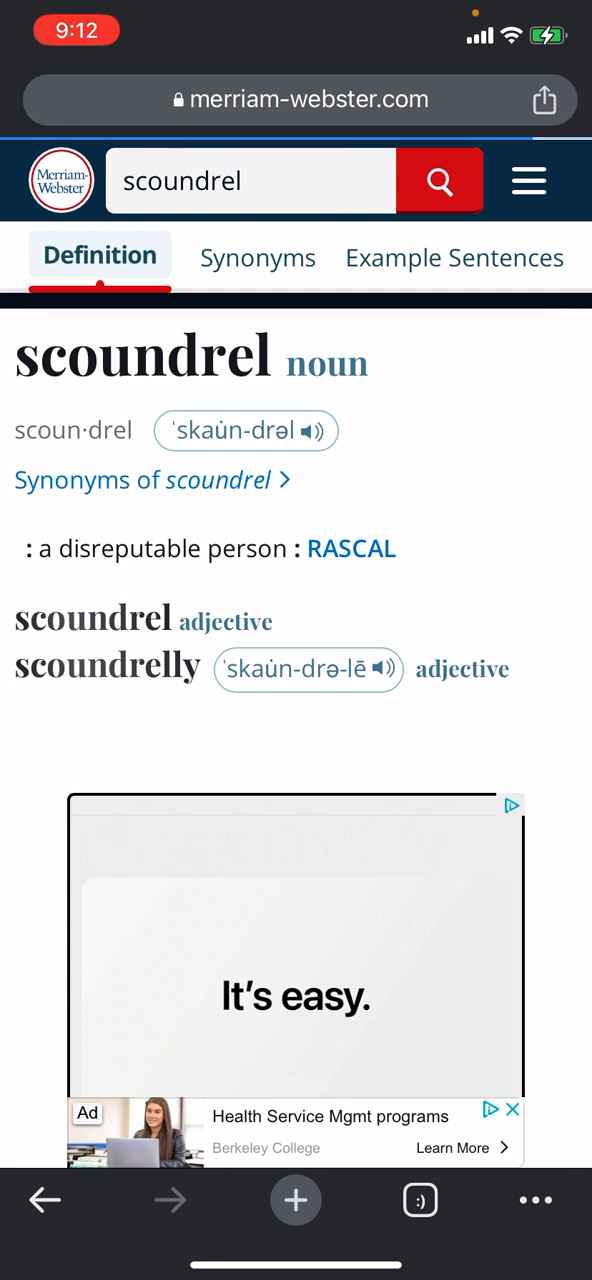 9:12
merriam-webster.com
Merriam-
Webster
scoundrel
Definition Synonyms Example Sentences
scoundrel noun
scoun·drel ˈskau̇n-drəl
Synonyms of scoundrel >
: a disreputable person : RASCAL
scoundrel adjective
scoundrelly ˈskau̇n-drə-lē adjective
It's easy.
Ad
Health Service Mgmt programs
Berkeley College Learn More >
:)